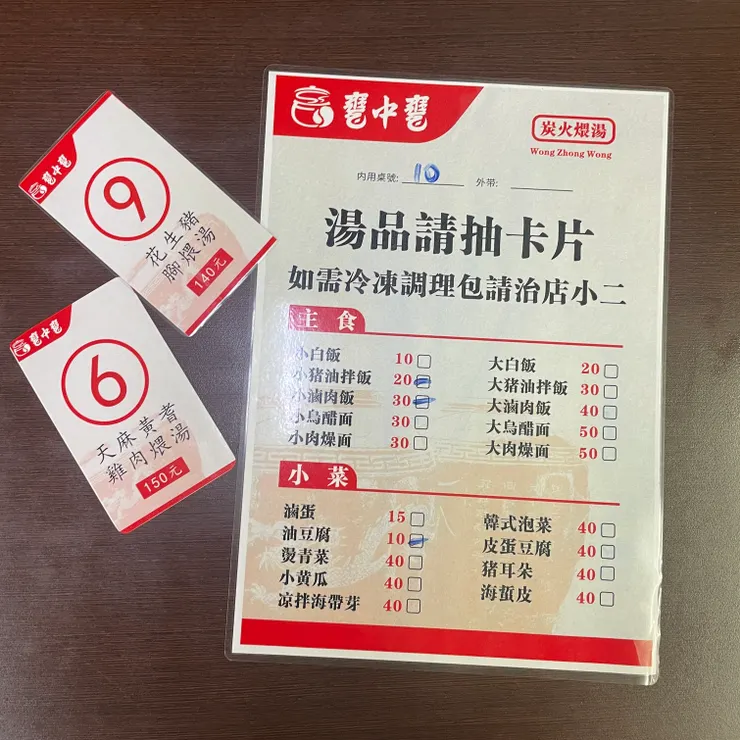 甕中甕
炭火煨湯
Wong Zhong Wong
內用桌號: 10 外带:
湯品請抽卡片
如需冷凍調理包請洽店小二
主食
小白飯 10
小豬油拌飯 20
小滷肉飯 30
小烏醋面 30
小肉燥面 30
大白飯 20
大豬油拌飯 30
大滷肉飯 40
大烏醋面 50
大肉燥面 50
小菜
滷蛋 15
油豆腐 10
燙青菜 40
小黃瓜 40
凉拌海帶芽 40
韓式泡菜 40
皮蛋豆腐 40
豬耳朵 40
海蜇皮 40
甕中甕
9
花生豬
腳煨湯
140元
甕中甕
6
天麻黃耆
雞肉煨湯
150元